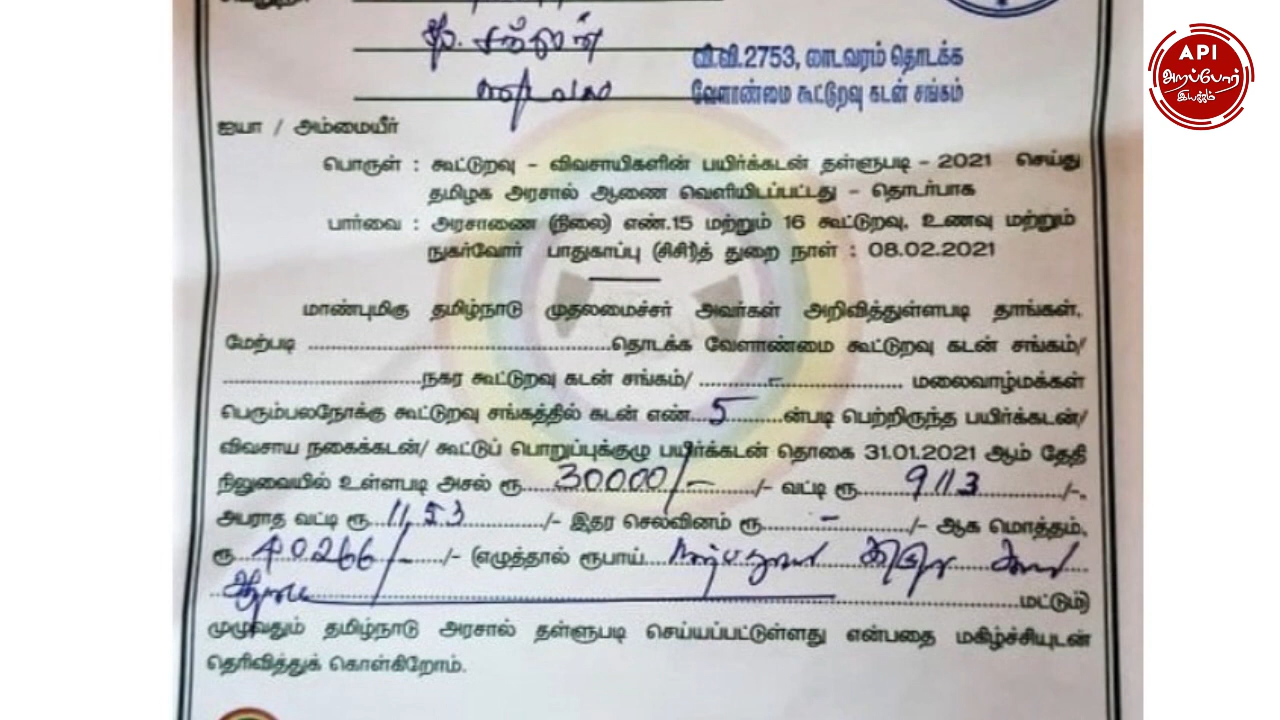 API
அறப்போர்
இயக்கம்
வி.வி.2753, மாடவரம் தொடக்க
வேளாண்மை கூட்டுறவு கடன் சங்கம்
ஐயா / அம்மையீர்
பொருள் : கூட்டுறவு - விவசாயிகளின் பயிர்க்கடன் தள்ளுபடி - 2021 செய்து
தமிழக அரசால் ஆணை வெளியிடப்பட்டது - தொடர்பாக
பார்வை : அரசாணை (நிலை) எண்.15 மற்றும் 16 கூட்டுறவு, உணவு மற்றும்
நுகர்வோர் பாதுகாப்பு (சிசி1)த் துறை நாள் : 08.02.2021
மாண்புமிகு தமிழ்நாடு முதலமைச்சர் அவர்கள் அறிவித்துள்ளபடி தாங்கள்,
மேற்படி ........................................தொடக்க வேளாண்மை கூட்டுறவு கடன் சங்கம்/
..............................நகர கூட்டுறவு கடன் சங்கம்/ ..........-.................. மலைவாழ்மக்கள்
பெரும்பலநோக்கு கூட்டுறவு சங்கத்தில் கடன் எண்...5.........ன்படி பெற்றிருந்த பயிர்க்கடன்/
விவசாய நகைக்கடன்/ கூட்டுப் பொறுப்புக்குழு பயிர்க்கடன் தொகை 31.01.2021 ஆம் தேதி
நிலுவையில் உள்ளபடி அசல் ரூ.....30000/-....../- வட்டி ரூ.......9113............/-,
அபராத வட்டி ரூ...1153............/- இதர செலவினம் ரூ.........-.........../- ஆக மொத்தம்,
ரூ...40266/-...../- (எழுத்தால் ரூபாய்....
மட்டும்)
முழுவதும் தமிழ்நாடு அரசால் தள்ளுபடி செய்யப்பட்டுள்ளது என்பதை மகிழ்ச்சியுடன்
தெரிவித்துக் கொள்கிறோம்.